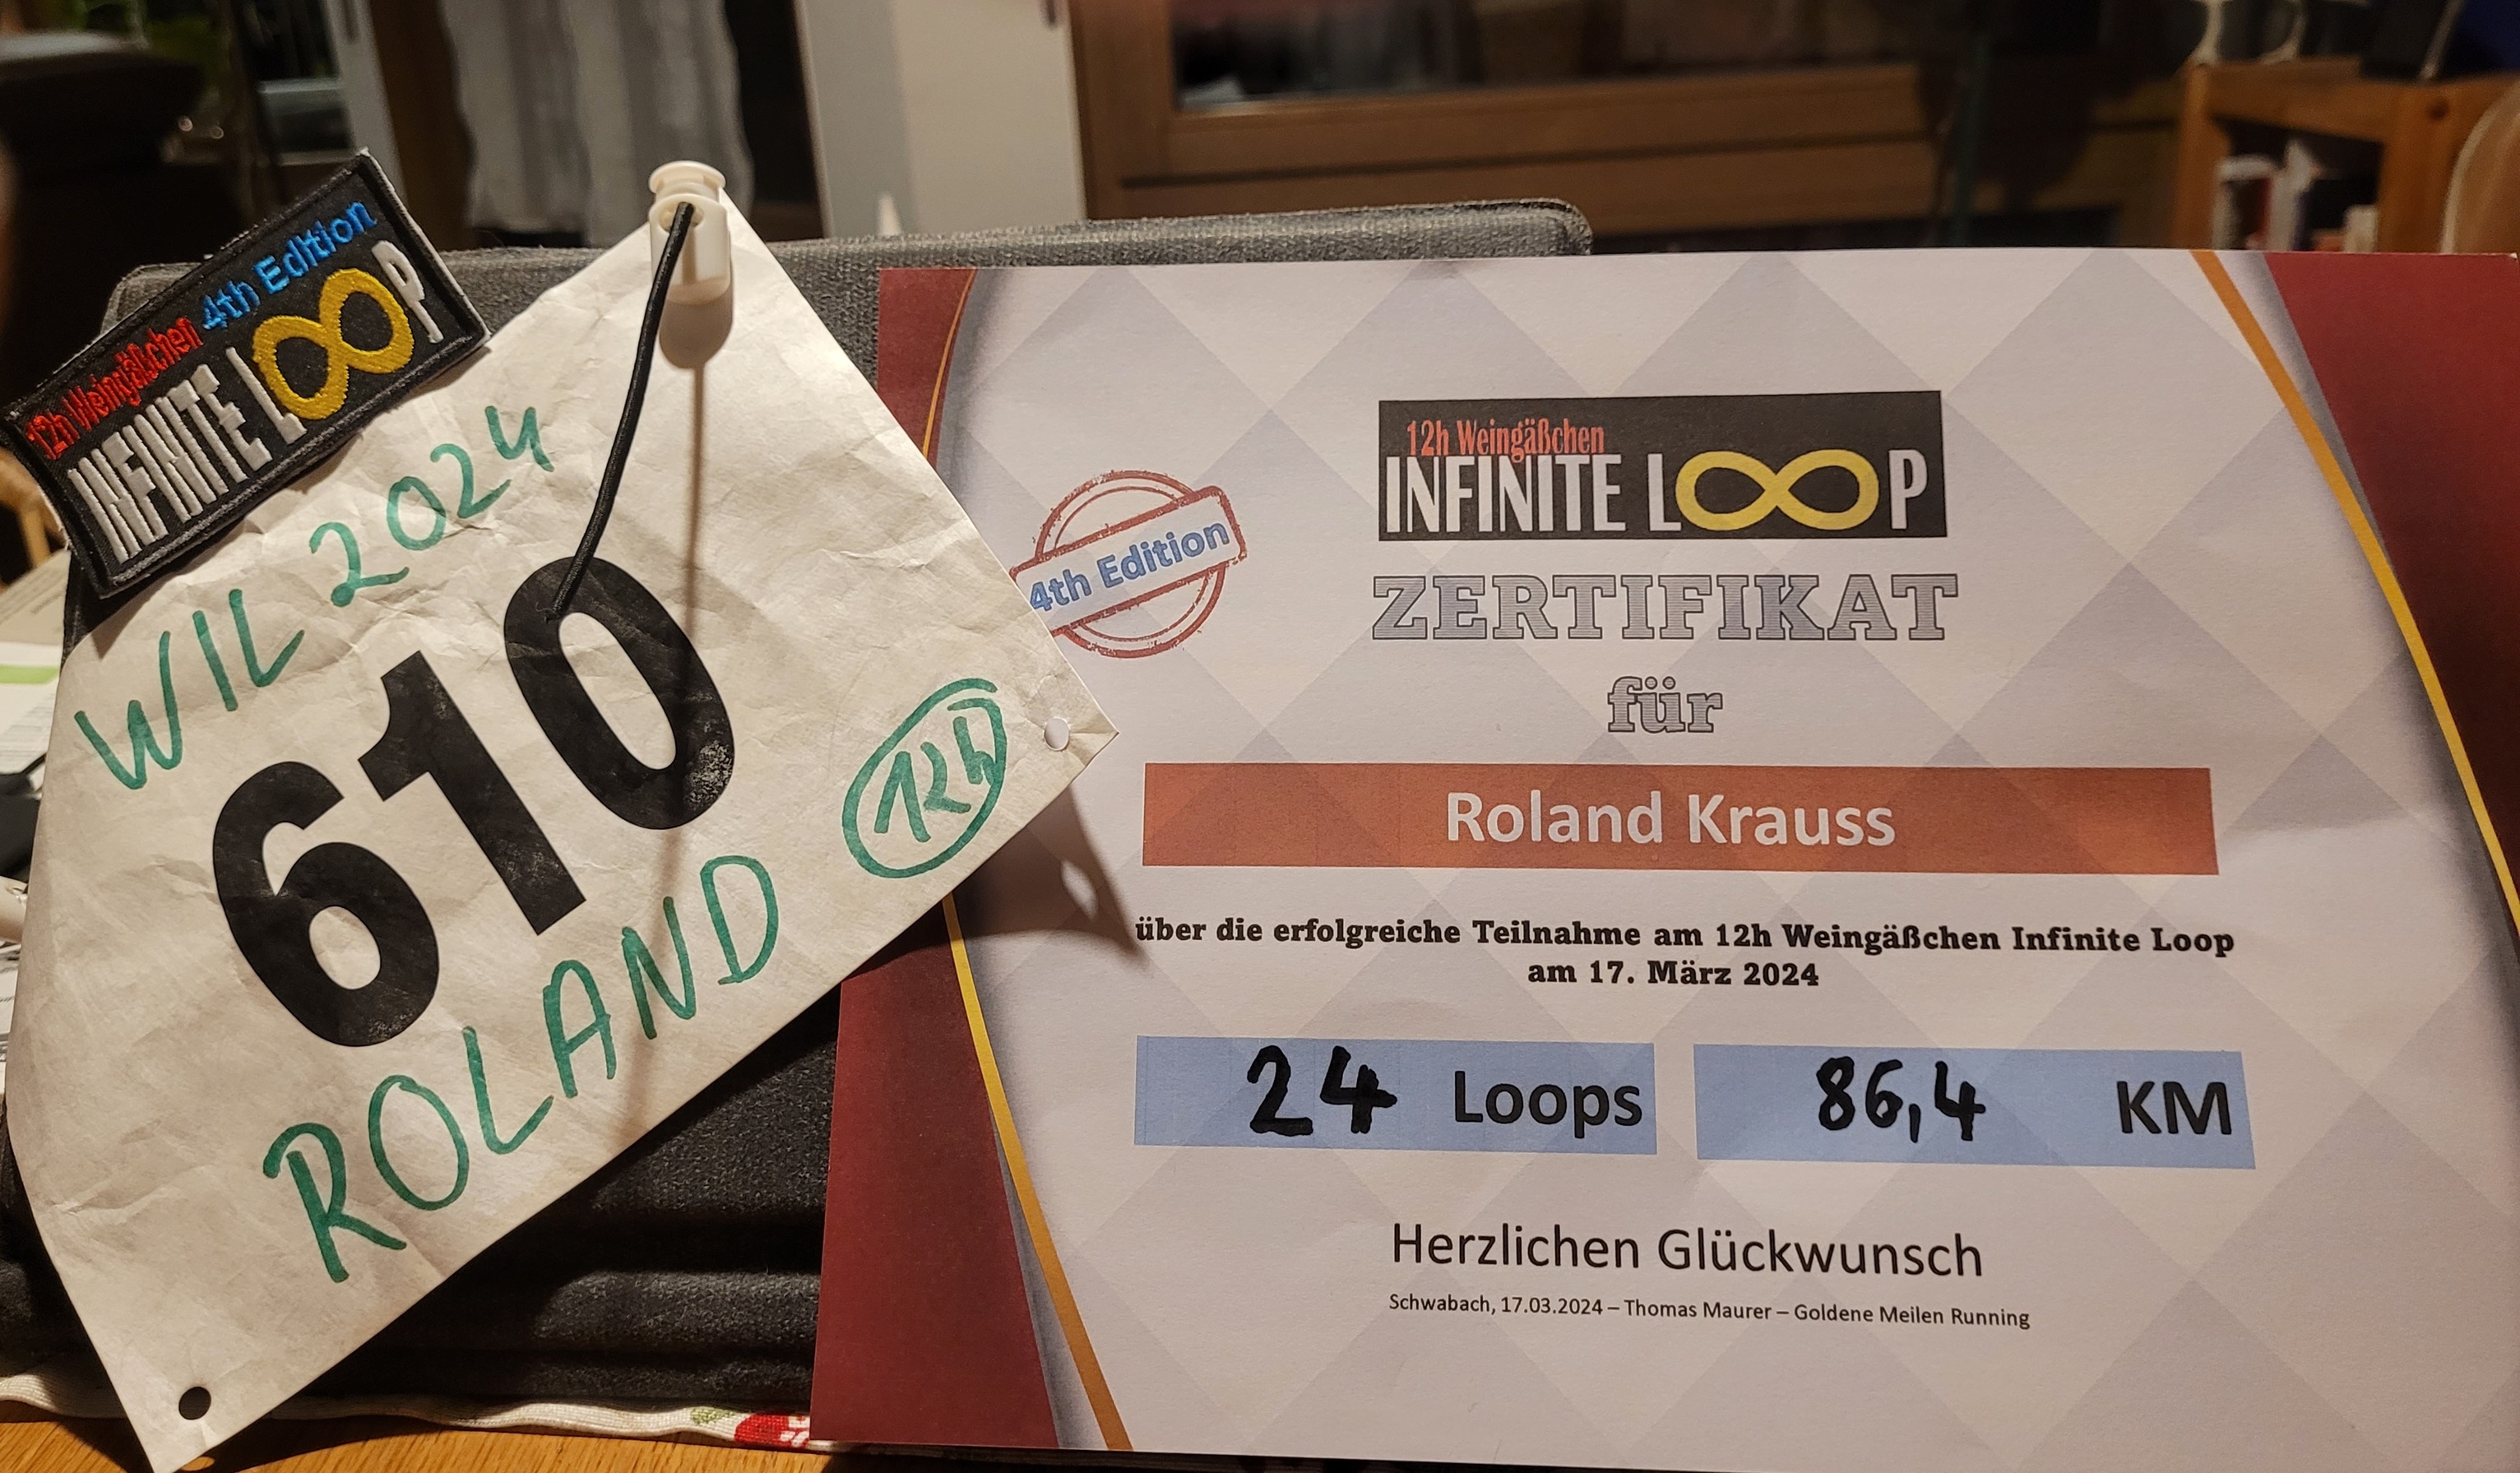 12h Weingäßchen 4th Edition
INFINITE LOOP
WIL 2024
610
12h
ROLAND
12h Weingäßchen
INFINITE LOOP
4th Edition
ZERTIFIKAT
für
Roland Krauss
über die erfolgreiche Teilnahme am 12h Weingäßchen Infinite Loop
am 17. März 2024
24 Loops 86,4 KM
Herzlichen Glückwunsch
Schwabach, 17.03.2024 – Thomas Maurer – Goldene Meilen Running